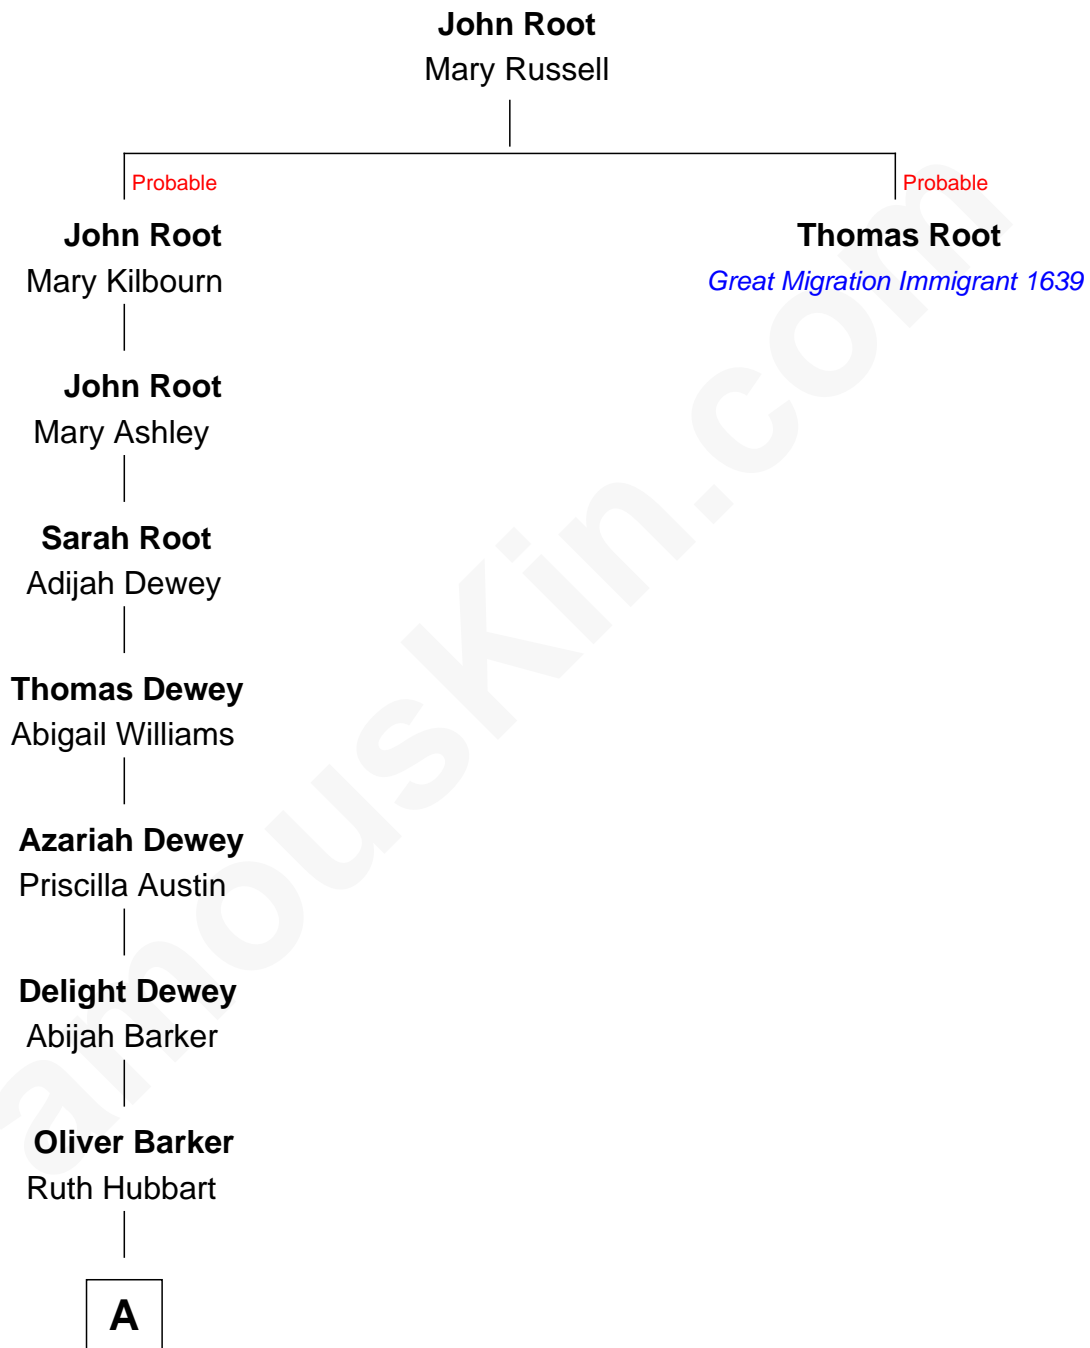 John Root
Mary Russell
Probable
Probable
John Root
Mary Kilbourn
Thomas Root
Great Migration Immigrant 1639
John Root
Mary Ashley
Sarah Root
Adijah Dewey
Thomas Dewey
Abigail Williams
Azariah Dewey
Priscilla Austin
Delight Dewey
Abijah Barker
Oliver Barker
Ruth Hubbart
A
amousKin.com